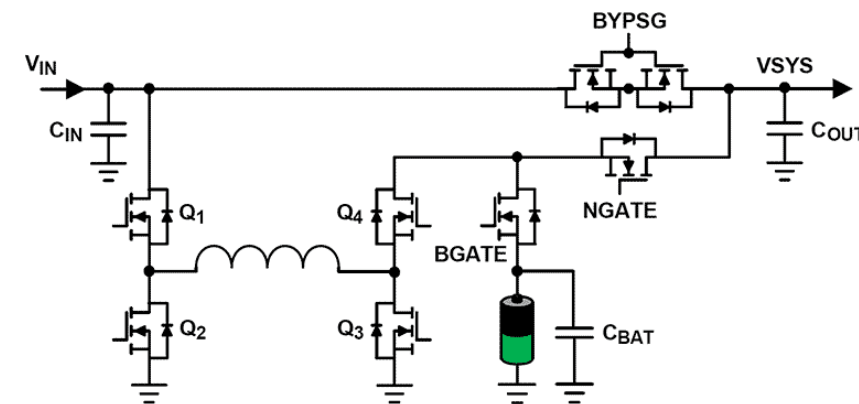 BYPSG
VIN
VSYS
CIN
COUT
NGATE
Q1
Q4
BGATE
Q2
Q3
CBAT